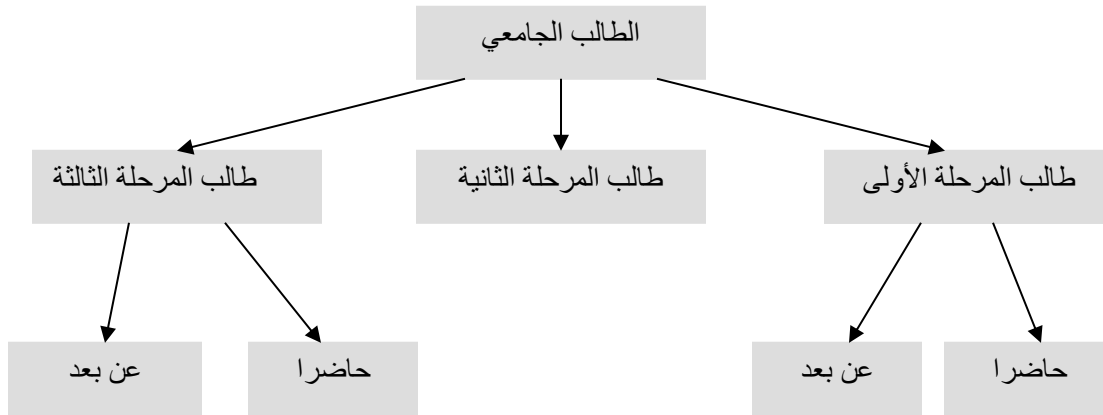 الطالب الجامعي
طالب المرحلة الأولى
طالب المرحلة الثانية
طالب المرحلة الثالثة
حاضرا
عن بعد
حاضرا
عن بعد